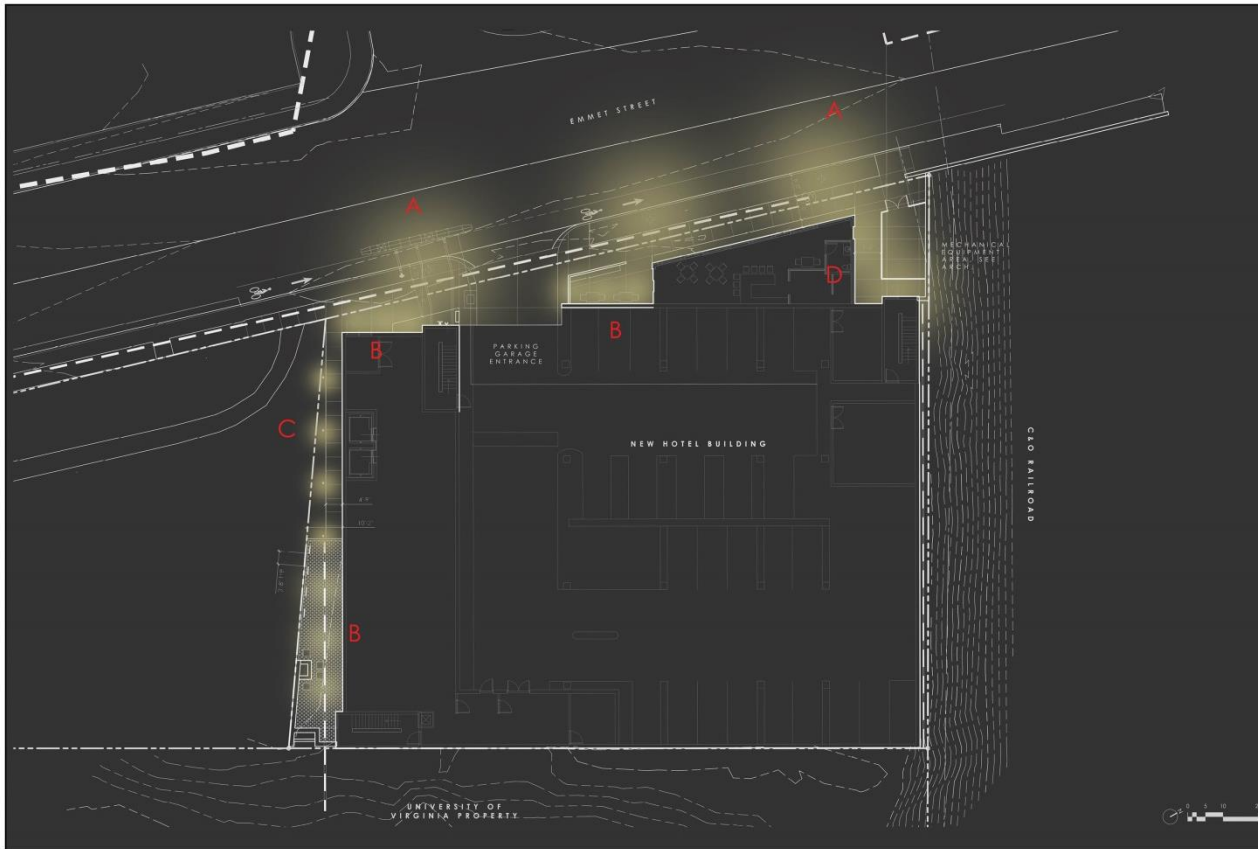 EMMET STREET
A
A
MECHANICAL
EQUIPMENT
AREA. SEE
ARCH.
D
B
B
PARKING
GARAGE
ENTRANCE
C
NEW HOTEL BUILDING
C&O RAILROAD
B
UNIVERSITY OF
VIRGINIA PROPERTY
0 5 10